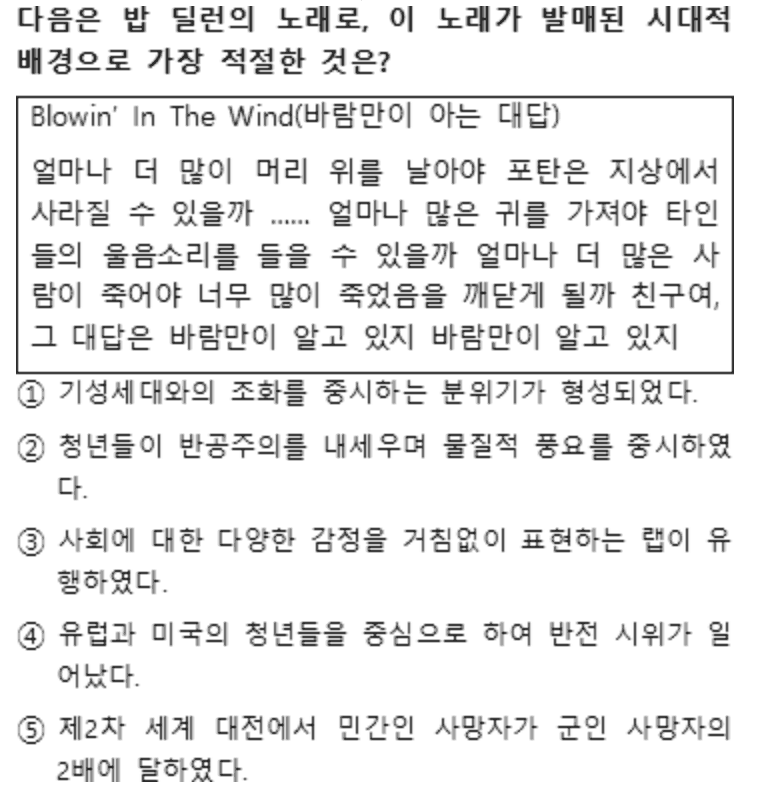 다음은 밥 딜런의 노래로, 이 노래가 발매된 시대적
배경으로 가장 적절한 것은?
Blowin' In The Wind(바람만이 아는 대답)
얼마나 더 많이 머리 위를 날아야 포탄은 지상에서
사라질 수 있을까 ...... 얼마나 많은 귀를 가져야 타인
들의 울음소리를 들을 수 있을까 얼마나 더 많은 사
람이 죽어야 너무 많이 죽었음을 깨닫게 될까 친구여,
그 대답은 바람만이 알고 있지 바람만이 알고 있지
① 기성세대와의 조화를 중시하는 분위기가 형성되었다.
② 청년들이 반공주의를 내세우며 물질적 풍요를 중시하였
다.
③ 사회에 대한 다양한 감정을 거침없이 표현하는 랩이 유
행하였다.
④ 유럽과 미국의 청년들을 중심으로 하여 반전 시위가 일
어났다.
⑤ 제2차 세계 대전에서 민간인 사망자가 군인 사망자의
2배에 달하였다.